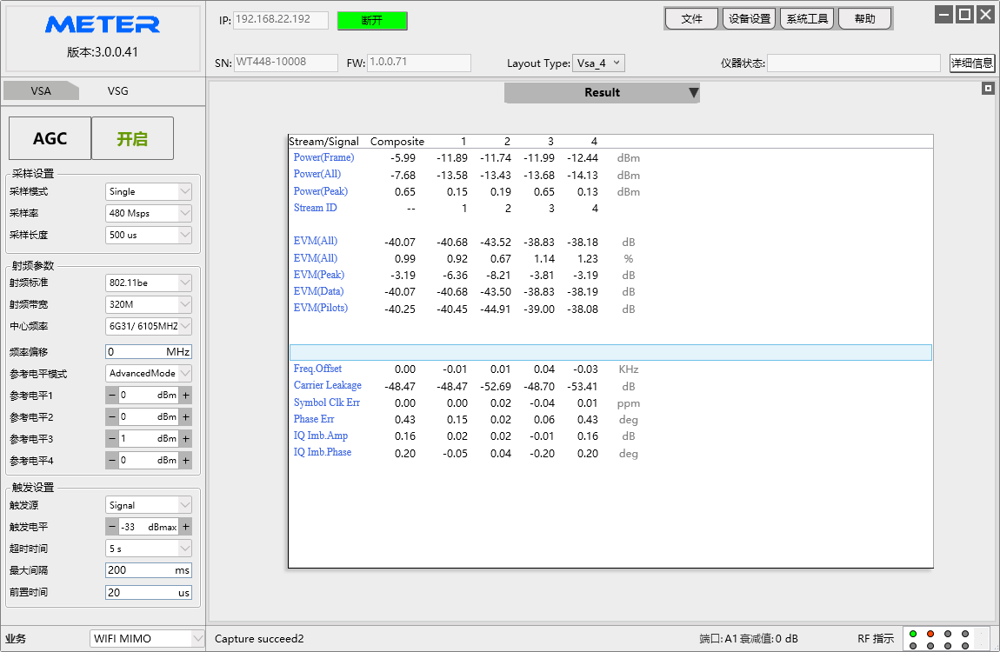 METER
版本:3.0.0.41
IP: 192.168.22.192 断开
文件 设备设置 系统工具 帮助
SN: WT448-10008 FW: 1.0.0.71 Layout Type: Vsa_4 仪器状态: 详细信息
VSA VSG
AGC 开启
采样设置
采样模式 Single
采样率 480 Msps
采样长度 500 us
射频参数
射频标准 802.11be
射频带宽 320M
中心频率 6G31/ 6105MHZ
频率偏移 0 MHz
参考电平模式 AdvancedMode
参考电平1 − 0 dBm +
参考电平2 − 0 dBm +
参考电平3 − 1 dBm +
参考电平4 − 0 dBm +
触发设置
触发源 Signal
触发电平 − -33 dBmax +
超时时间 5 s
最大间隔 200 ms
前置时间 20 us
Result
Stream/Signal Composite 1 2 3 4
Power(Frame) -5.99 -11.89 -11.74 -11.99 -12.44 dBm
Power(All) -7.68 -13.58 -13.43 -13.68 -14.13 dBm
Power(Peak) 0.65 0.15 0.19 0.65 0.13 dBm
Stream ID -- 1 2 3 4
EVM(All) -40.07 -40.68 -43.52 -38.83 -38.18 dB
EVM(All) 0.99 0.92 0.67 1.14 1.23 %
EVM(Peak) -3.19 -6.36 -8.21 -3.81 -3.19 dB
EVM(Data) -40.07 -40.68 -43.50 -38.83 -38.19 dB
EVM(Pilots) -40.25 -40.45 -44.91 -39.00 -38.08 dB
Freq.Offset 0.00 -0.01 0.01 0.04 -0.03 KHz
Carrier Leakage -48.47 -48.47 -52.69 -48.70 -53.41 dB
Symbol Clk Err 0.00 0.00 0.02 -0.04 0.01 ppm
Phase Err 0.43 0.15 0.02 0.06 0.43 deg
IQ Imb.Amp 0.16 0.02 0.02 -0.01 0.16 dB
IQ Imb.Phase 0.20 -0.05 0.04 -0.20 0.20 deg
业务 WIFI MIMO Capture succeed2 端口:A1 衰减值:0 dB RF 指示